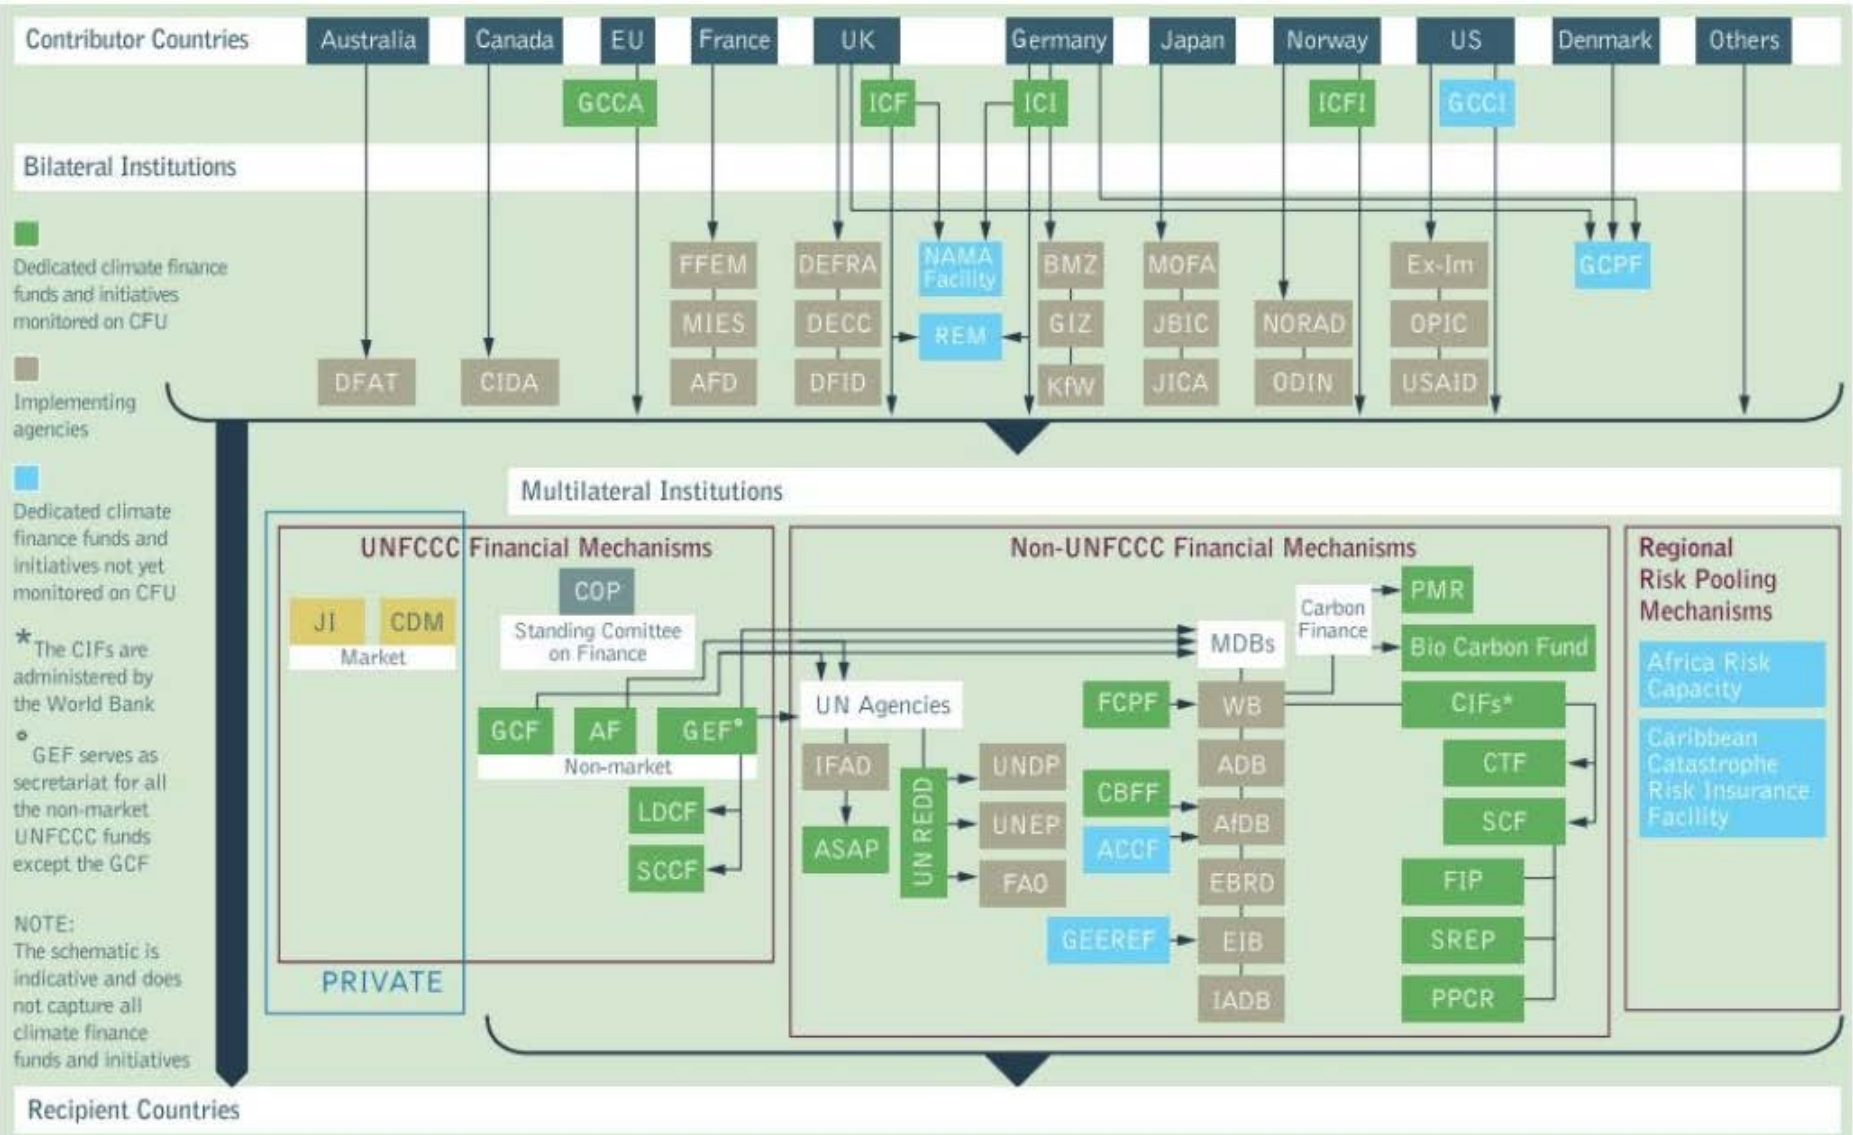 Contributor Countries
Australia
Canada
EU
France
UK
Germany
Japan
Norway
US
Denmark
Others
GCCA
ICF
ICI
ICFI
GCCI
Bilateral Institutions
Dedicated climate finance
funds and initiatives
monitored on CFU
Implementing
agencies
Dedicated climate
finance funds and
initiatives not yet
monitored on CFU
*The CIFs are
administered by
the World Bank
° GEF serves as
secretariat for all
the non-market
UNFCCC funds
except the GCF
NOTE:
The schematic is
indicative and does
not capture all
climate finance
funds and initiatives
DFAT
CIDA
FFEM
MIES
AFD
DEFRA
DECC
DFID
NAMA
Facility
REM
BMZ
GIZ
KfW
MOFA
JBIC
JICA
NORAD
ODIN
Ex-Im
OPIC
USAID
GCPF
Multilateral Institutions
UNFCCC Financial Mechanisms
JI
CDM
Market
COP
Standing Comittee
on Finance
GCF
AF
GEF°
Non-market
LDCF
SCCF
PRIVATE
Non-UNFCCC Financial Mechanisms
UN Agencies
IFAD
ASAP
UN REDD
UNDP
UNEP
FAO
MDBs
FCPF
WB
ADB
CBFF
ACCF
AfDB
EBRD
GEEREF
EIB
IADB
Carbon
Finance
PMR
Bio Carbon Fund
CIFs*
CTF
SCF
FIP
SREP
PPCR
Regional
Risk Pooling
Mechanisms
Africa Risk
Capacity
Caribbean
Catastrophe
Risk Insurance
Facility
Recipient Countries